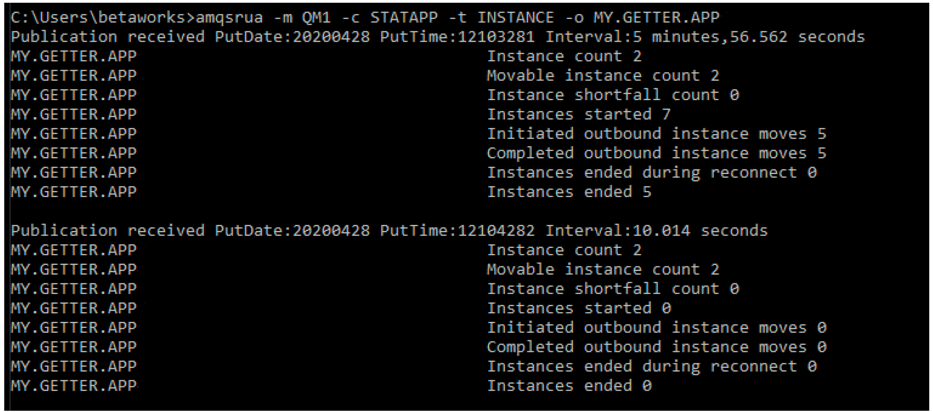 C:\Users\betaworks>amqsrua -m QM1 -c STATAPP -t INSTANCE -o MY.GETTER.APP
Publication received PutDate:20200428 PutTime:12103281 Interval:5 minutes,56.562 seconds
MY.GETTER.APP Instance count 2
MY.GETTER.APP Movable instance count 2
MY.GETTER.APP Instance shortfall count 0
MY.GETTER.APP Instances started 7
MY.GETTER.APP Initiated outbound instance moves 5
MY.GETTER.APP Completed outbound instance moves 5
MY.GETTER.APP Instances ended during reconnect 0
MY.GETTER.APP Instances ended 5
Publication received PutDate:20200428 PutTime:12104282 Interval:10.014 seconds
MY.GETTER.APP Instance count 2
MY.GETTER.APP Movable instance count 2
MY.GETTER.APP Instance shortfall count 0
MY.GETTER.APP Instances started 0
MY.GETTER.APP Initiated outbound instance moves 0
MY.GETTER.APP Completed outbound instance moves 0
MY.GETTER.APP Instances ended during reconnect 0
MY.GETTER.APP Instances ended 0